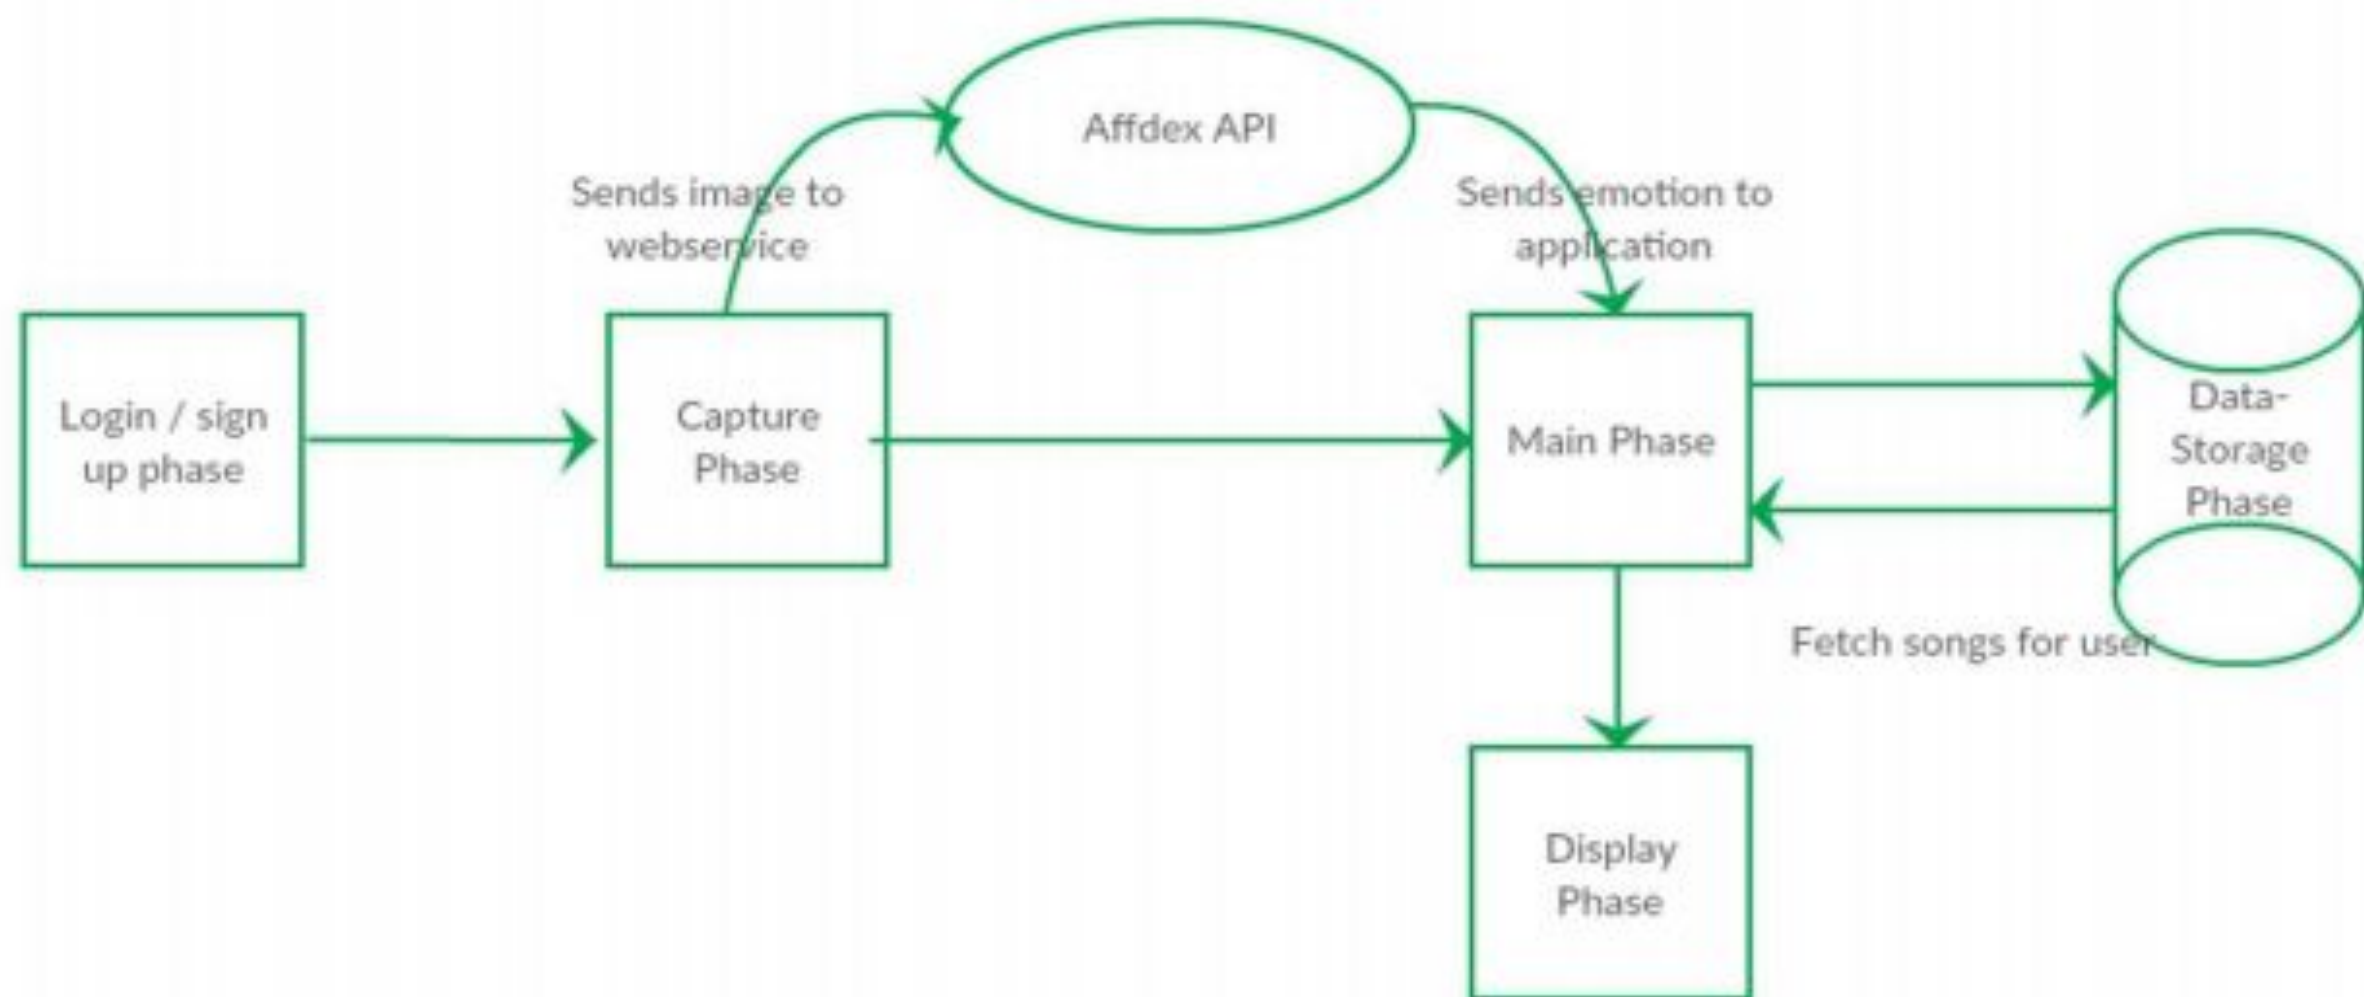 Affdex API
Sends image to
webservice
Sends emotion to
application
Login / sign
up phase
Capture
Phase
Main Phase
Data-
Storage
Phase
Fetch songs for user
Display
Phase